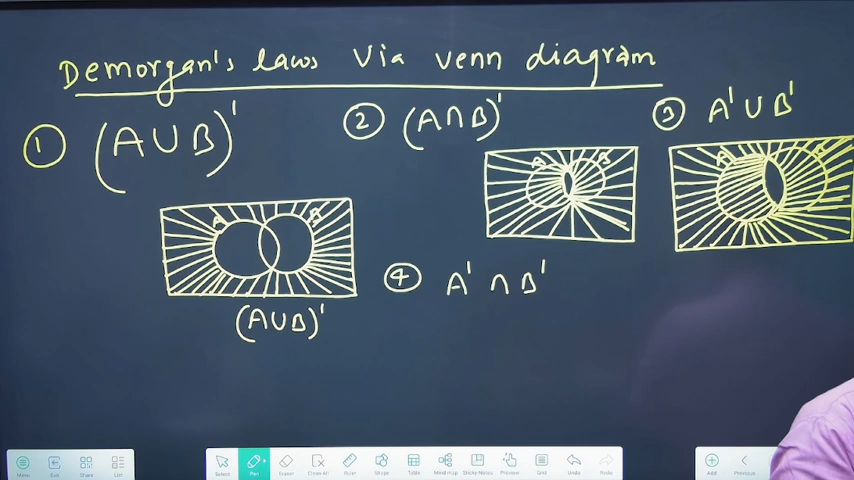 Demorgan's laws Via venn diagram
① (A∪B)'
② (A∩B)'
③ A' ∪ B'
A B
A B
A B
(A∪B)'
④ A' ∩ B'
Menu Exit Share List
Select Pen Eraser Clear All Ruler Shape Table Mind map Sticky Notes Preview Grid Undo Redo
Add Previous